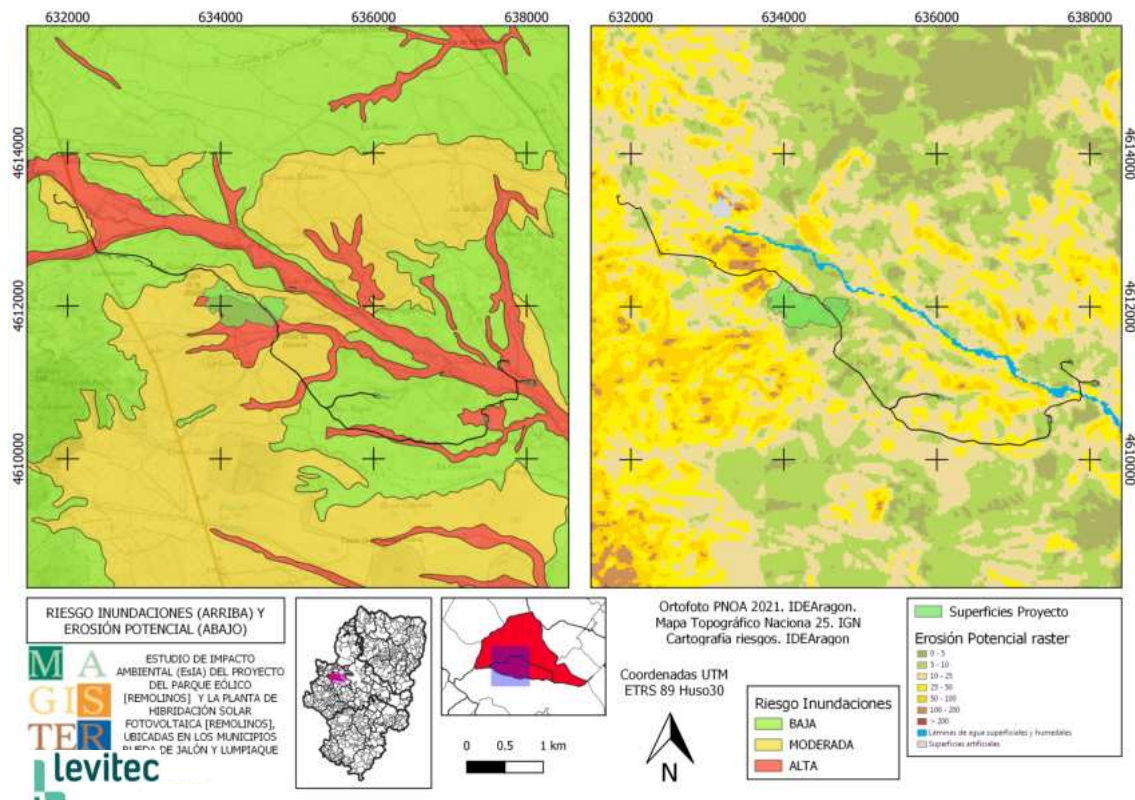 632000 634000 636000 638000
632000 634000 636000 638000
4614000
4612000
4610000
4614000
4612000
4610000
RIESGO INUNDACIONES (ARRIBA) Y
EROSIÓN POTENCIAL (ABAJO)
MAGISTER
ESTUDIO DE IMPACTO
AMBIENTAL (EsIA) DEL PROYECTO
DEL PARQUE EÓLICO
[REMOLINOS] Y LA PLANTA DE
HIBRIDACIÓN SOLAR
FOTOVOLTAICA [REMOLINOS],
UBICADAS EN LOS MUNICIPIOS
RUEDA DE JALÓN Y LUMPIAQUE
levitec
Ortofoto PNOA 2021. IDEAragon.
Mapa Topográfico Naciona 25. IGN
Cartografía riesgos. IDEAragon
Coordenadas UTM
ETRS 89 Huso30
0 0.5 1 km
N
Riesgo Inundaciones
BAJA
MODERADA
ALTA
Superficies Proyecto
Erosión Potencial raster
0 - 5
5 - 10
10 - 25
25 - 50
50 - 100
100 - 200
> 200
Láminas de agua superficiales y humedales
Superficies artificiales